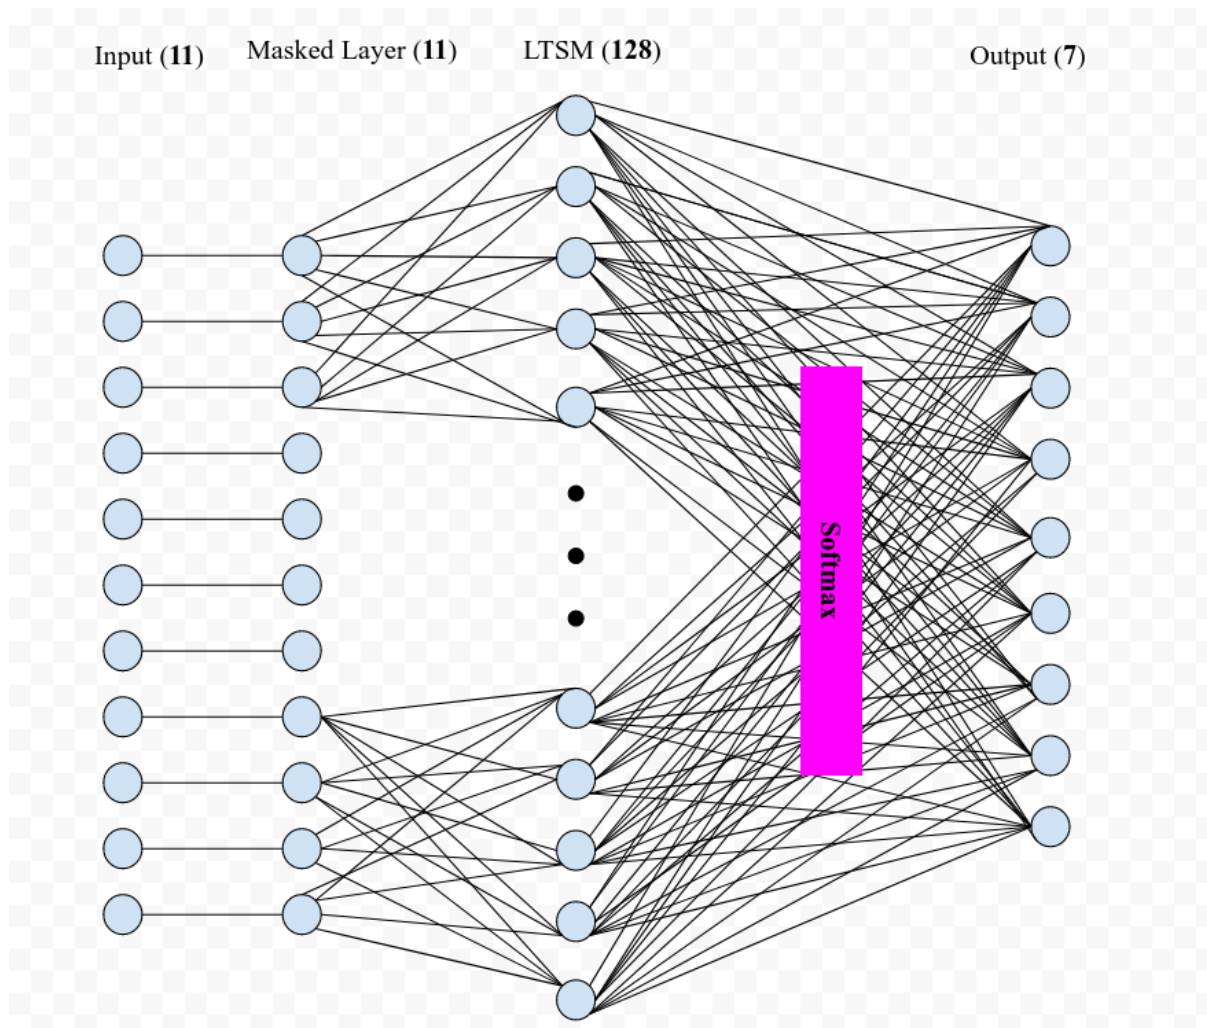 Input (11)
Masked Layer (11)
LTSM (128)
Output (7)
Softmax